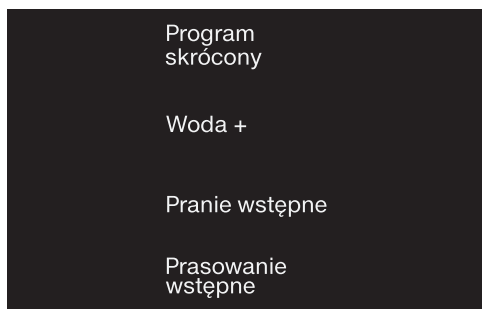 Program
skrócony
Woda +
Pranie wstępne
Prasowanie
wstępne